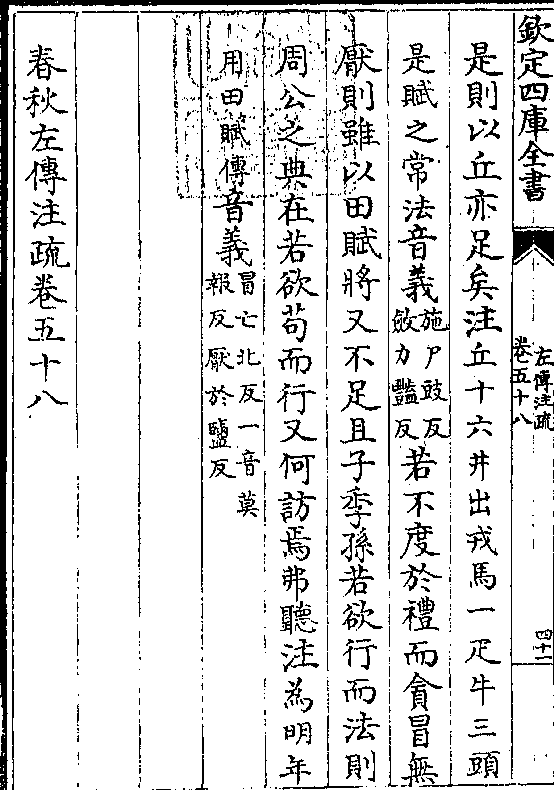 欽定四庫全書
左傳注疏
卷五十八
四十一
是則以丘亦足矣注丘十六井出戎馬一疋牛三頭
是賦之常法音義施尸豉反
斂力豔反若不度於禮而貪冒無
厭則雖以田賦將又不足且子季孫若欲行而法則
周公之典在若欲苟而行又何訪焉弗聽注為明年
用田賦傳音義冒亡北反一音莫
報反厭於鹽反
春秋左傳注疏卷五十八